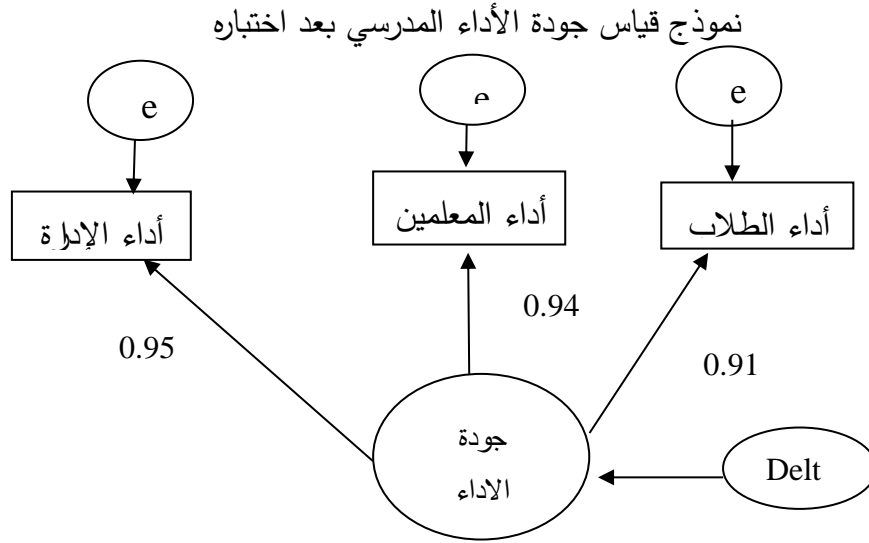 نموذج قياس جودة الأداء المدرسي بعد اختباره
e
e
e
أداء الطلاب
أداء المعلمين
أداء الإدارة
0.94
0.95
0.91
جودة
الاداء
Delt